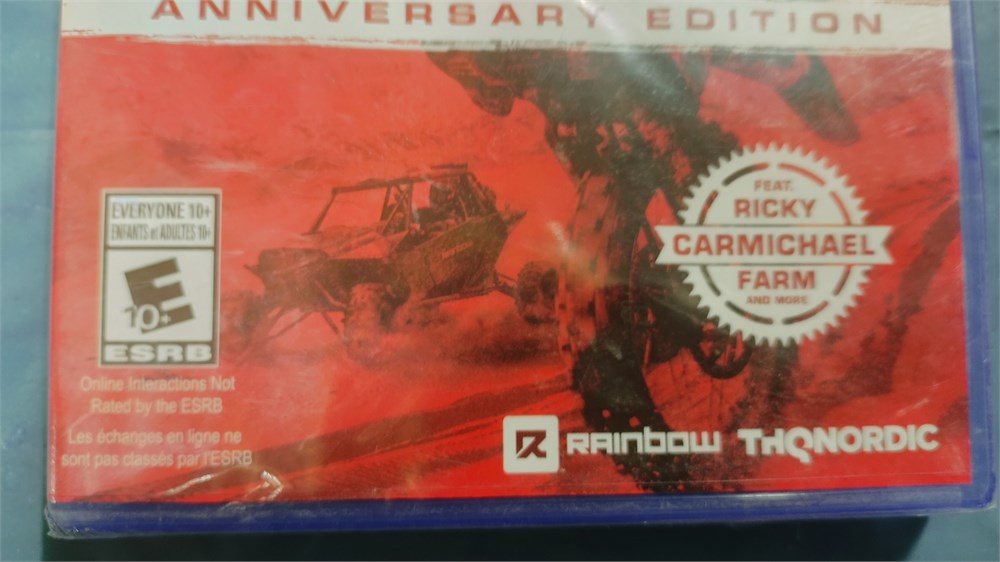 ANNIVERSARY EDITION
EVERYONE 10+
ENFANTS et ADULTES 10+
E
10+
ESRB
Online Interactions Not
Rated by the ESRB
Les échanges en ligne ne
sont pas classés par l'ESRB
FEAT.
RICKY
CARMICHAEL
FARM
AND MORE
RAINBOW
THQNORDIC